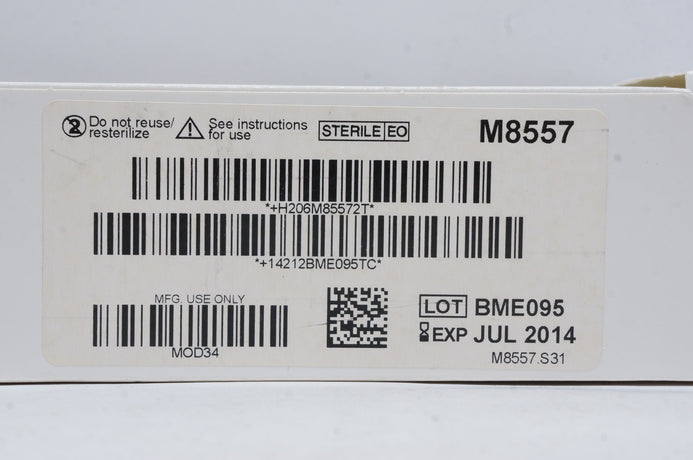 Do not reuse/
resterilize
See instructions
for use
STERILE EO
M8557
*+H206M85572T*
*+14212BME095TC*
MFG. USE ONLY
MOD34
LOT BME095
EXP JUL 2014
M8557.S31